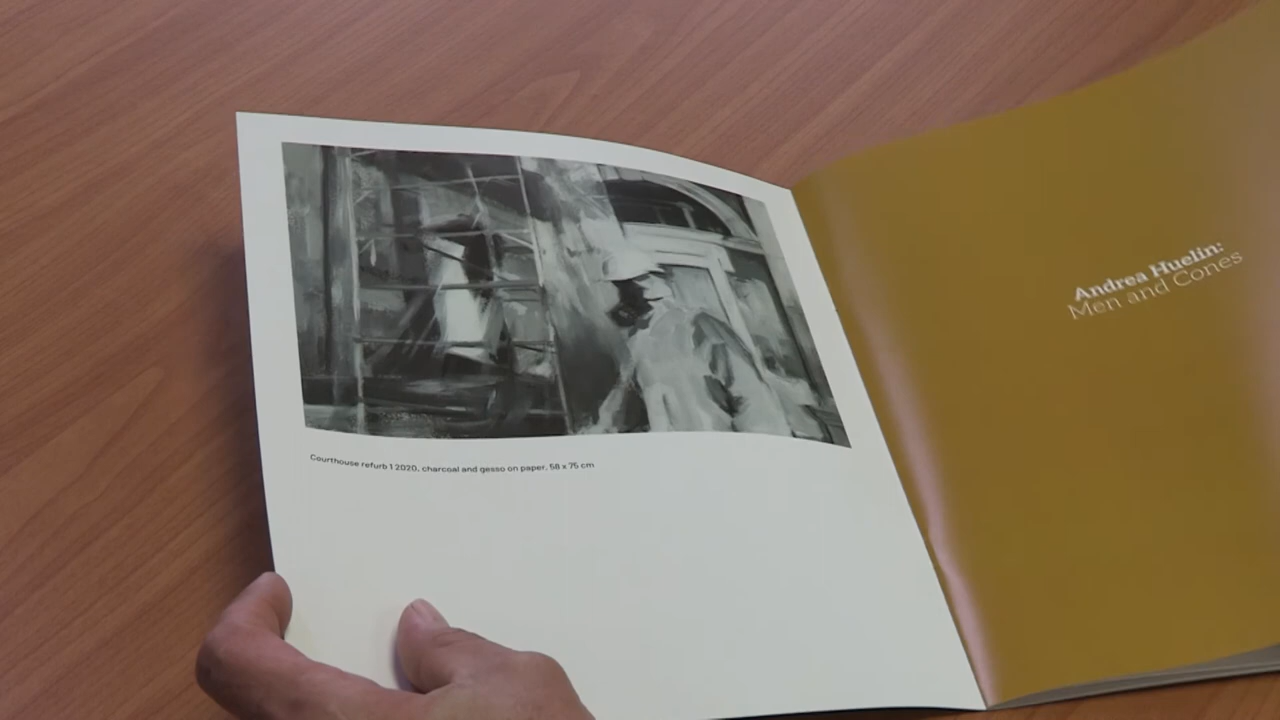 Courthouse refurb 1 2020, charcoal and gesso on paper, 58 x 75 cm
Andrea Huelin:
Men and Cones